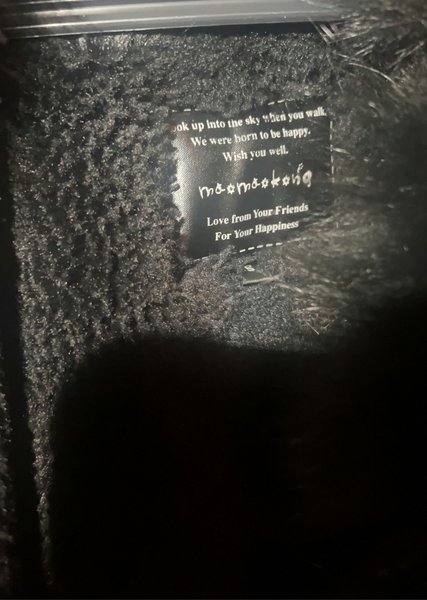 ook up into the sky when you walk.
We were born to be happy.
Wish you well.
moomookong
Love from Your Friends
For Your Happiness